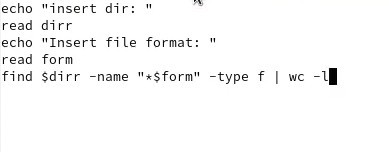 echo "insert dir: "
read dirr
echo "Insert file format: "
read form
find $dirr -name "*$form" -type f | wc -l